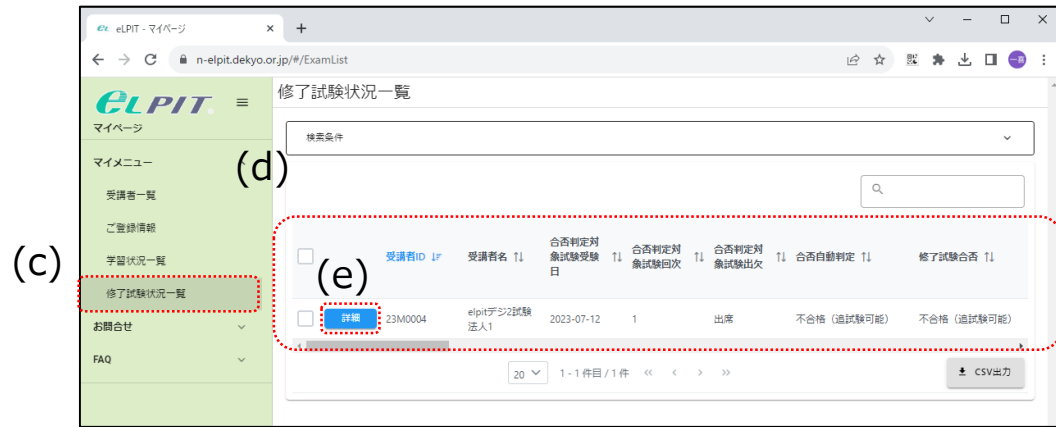 eLPIT - マイページ
n-elpit.dekyo.or.jp/#/ExamList
eLPIT
マイページ
マイメニュー
受講者一覧
ご登録情報
学習状況一覧
修了試験状況一覧
お問合せ
FAQ
(c)
修了試験状況一覧
検索条件
(d)
(e)
受講者ID
受講者名
合否判定対
象試験受験
日
合否判定対
象試験回次
合否判定対
象試験出欠
合否自動判定
修了試験合否
詳細
23M0004
elpitデジ2試験
法人1
2023-07-12
1
出席
不合格（追試験可能）
不合格（追試験可能）
20
1 - 1 件目 / 1 件
CSV出力